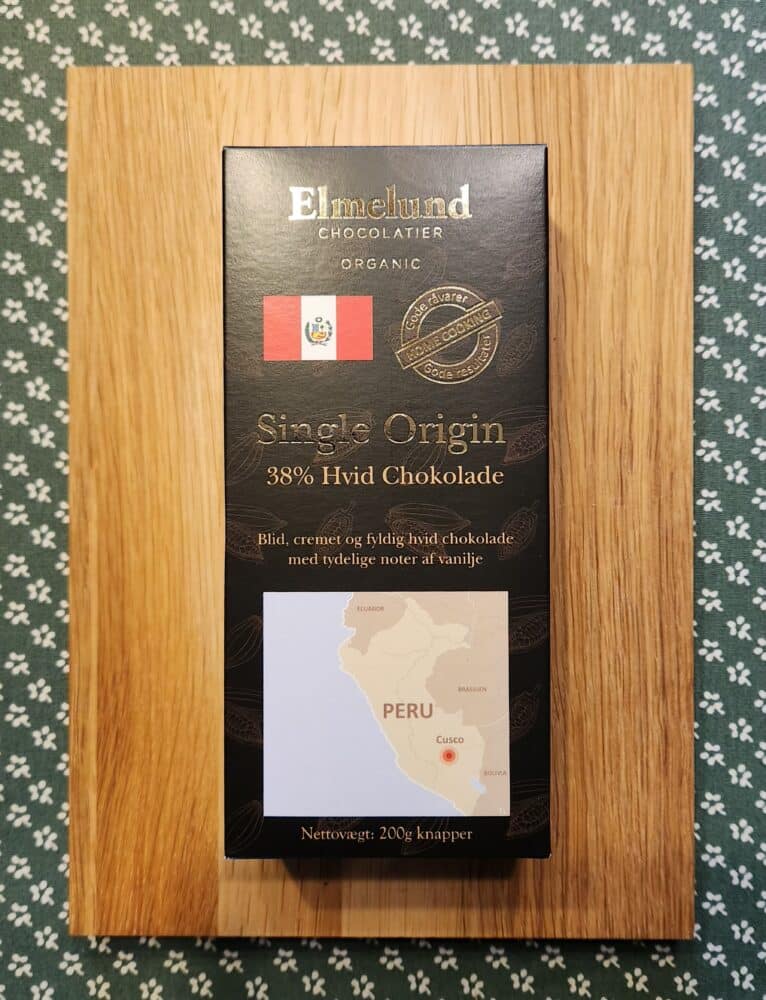 Elmelund
CHOCOLATIER
ORGANIC
Gode råvarer
HOME COOKING
Gode resultater
Single Origin
38% Hvid Chokolade
Blid, cremet og fyldig hvid chokolade
med tydelige noter af vanilje
ECUADOR
BRASILIEN
PERU
Cusco
BOLIVIA
Nettovægt: 200g knapper